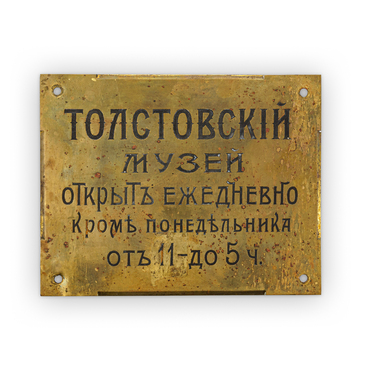 ТОЛСТОВСКІЙ
МУЗЕЙ
ОТКРЫТЪ ЕЖЕДНЕВНО
КРОМѢ ПОНЕДѢЛЬНИКА
ОТЪ 11-ДО 5 Ч.